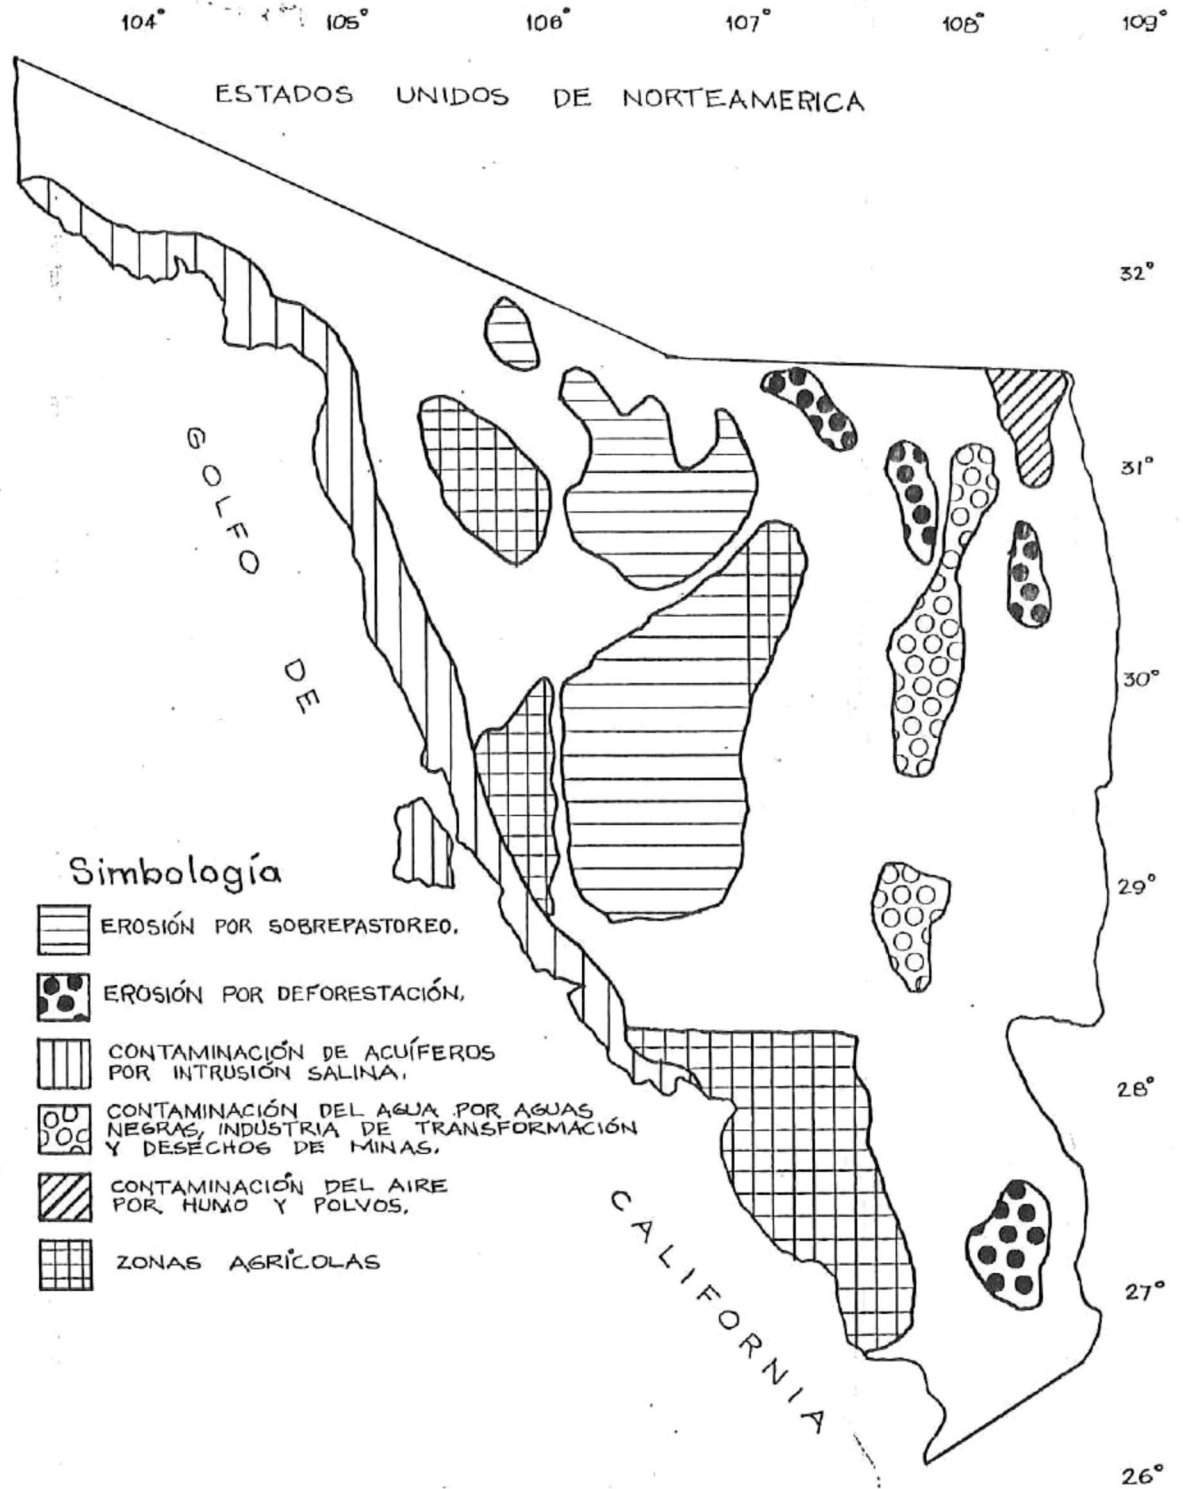 104° 105° 106° 107° 108° 109°
ESTADOS UNIDOS DE NORTEAMERICA
32°
31°
30°
29°
28°
27°
26°
GOLFO DE CALIFORNIA
Simbología
EROSIÓN POR SOBREPASTOREO.
EROSIÓN POR DEFORESTACIÓN.
CONTAMINACIÓN DE ACUÍFEROS
POR INTRUSIÓN SALINA.
CONTAMINACIÓN DEL AGUA POR AGUAS
NEGRAS, INDUSTRIA DE TRANSFORMACIÓN
Y DESECHOS DE MINAS.
CONTAMINACIÓN DEL AIRE
POR HUMO Y POLVOS.
ZONAS AGRÍCOLAS